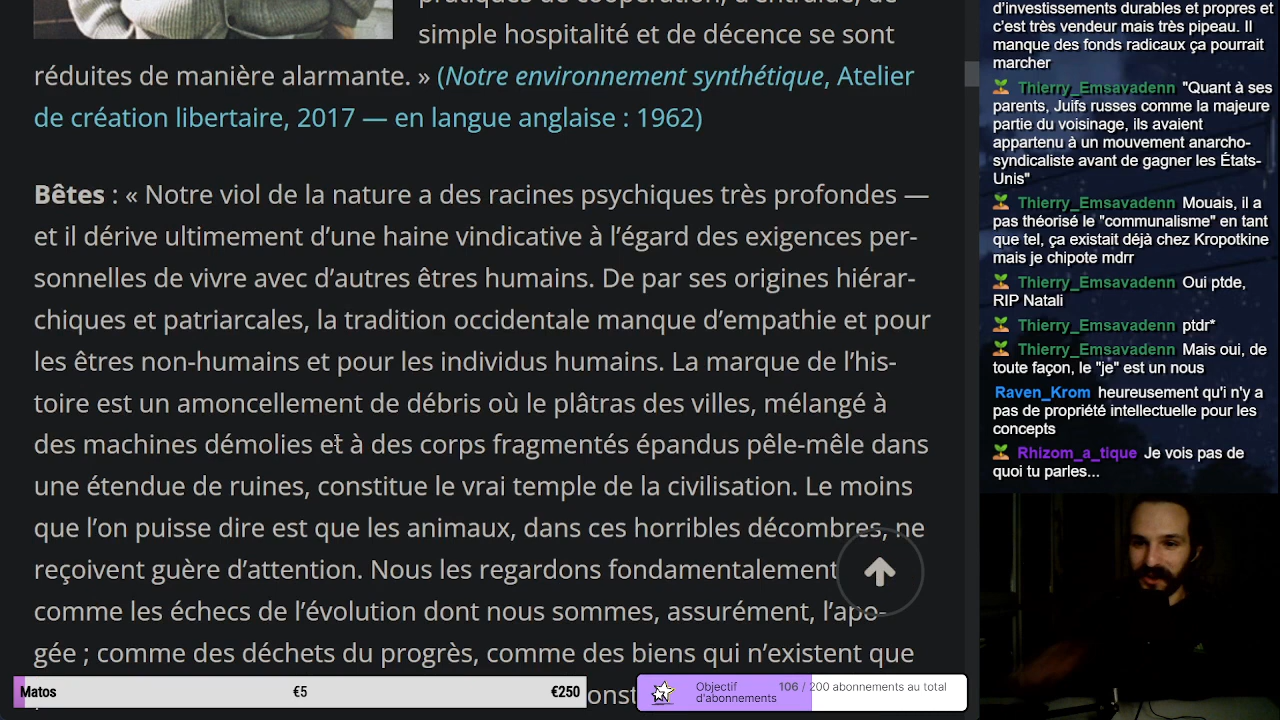 pratiques de coopération, d'entraide, de
simple hospitalité et de décence se sont
réduites de manière alarmante. » (Notre environnement synthétique, Atelier
de création libertaire, 2017 — en langue anglaise : 1962)
Bêtes : « Notre viol de la nature a des racines psychiques très profondes —
et il dérive ultimement d’une haine vindicative à l’égard des exigences per-
sonnelles de vivre avec d’autres êtres humains. De par ses origines hiérar-
chiques et patriarcales, la tradition occidentale manque d’empathie et pour
les êtres non-humains et pour les individus humains. La marque de l’his-
toire est un amoncellement de débris où le plâtras des villes, mélangé à
des machines démolies et à des corps fragmentés épandus pêle-mêle dans
une étendue de ruines, constitue le vrai temple de la civilisation. Le moins
que l’on puisse dire est que les animaux, dans ces horribles décombres, ne
reçoivent guère d’attention. Nous les regardons fondamentalement
comme les échecs de l’évolution dont nous sommes, assurément, l’apo-
gée ; comme des déchets du progrès, comme des biens qui n’existent que
Matos
€5
€250
Objectif
d'abonnements
106 / 200 abonnements au total
d'investissements durables et propres et
c'est très vendeur mais très pipeau. Il
manque des fonds radicaux ça pourrait
marcher
Thierry_Emsavadenn "Quant à ses
parents, Juifs russes comme la majeure
partie du voisinage, ils avaient
appartenu à un mouvement anarcho-
syndicaliste avant de gagner les États-
Unis"
Thierry_Emsavadenn Mouais, il a
pas théorisé le "communalisme" en tant
que tel, ça existait déjà chez Kropotkine
mais je chipote mdrr
Thierry_Emsavadenn Oui ptde,
RIP Natali
Thierry_Emsavadenn ptdr*
Thierry_Emsavadenn Mais oui, de
toute façon, le "je" est un nous
Raven_Krom heureusement qu'i n'y a
pas de propriété intellectuelle pour les
concepts
Rhizom_a_tique Je vois pas de
quoi tu parles...